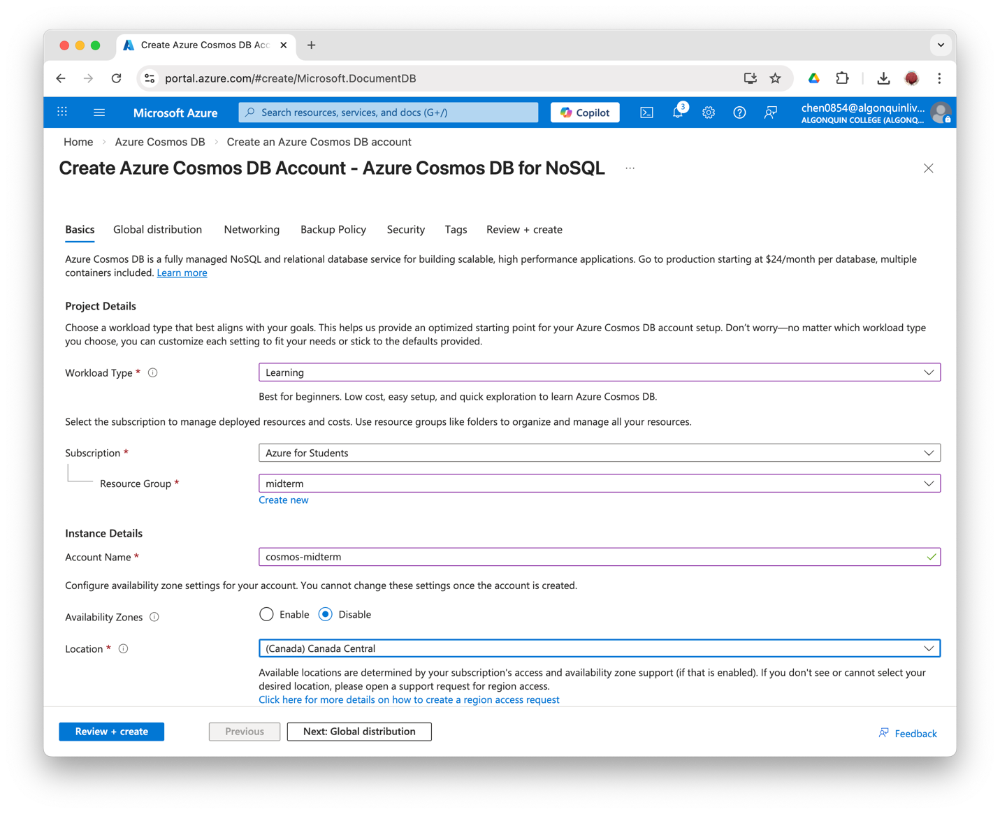 Create Azure Cosmos DB Acc
portal.azure.com/#create/Microsoft.DocumentDB
Microsoft Azure
Search resources, services, and docs (G+/)
Copilot
3
chen0854@algonquinliv...
ALGONQUIN COLLEGE (ALGONQ...
Home > Azure Cosmos DB > Create an Azure Cosmos DB account
Create Azure Cosmos DB Account - Azure Cosmos DB for NoSQL ...
Basics Global distribution Networking Backup Policy Security Tags Review + create
Azure Cosmos DB is a fully managed NoSQL and relational database service for building scalable, high performance applications. Go to production starting at $24/month per database, multiple
containers included. Learn more
Project Details
Choose a workload type that best aligns with your goals. This helps us provide an optimized starting point for your Azure Cosmos DB account setup. Don't worry—no matter which workload type
you choose, you can customize each setting to fit your needs or stick to the defaults provided.
Workload Type *
Learning
Best for beginners. Low cost, easy setup, and quick exploration to learn Azure Cosmos DB.
Select the subscription to manage deployed resources and costs. Use resource groups like folders to organize and manage all your resources.
Subscription *
Azure for Students
Resource Group *
midterm
Create new
Instance Details
Account Name *
cosmos-midterm
Configure availability zone settings for your account. You cannot change these settings once the account is created.
Availability Zones
Enable Disable
Location *
(Canada) Canada Central
Available locations are determined by your subscription's access and availability zone support (if that is enabled). If you don't see or cannot select your
desired location, please open a support request for region access.
Click here for more details on how to create a region access request
Review + create
Previous
Next: Global distribution
Feedback